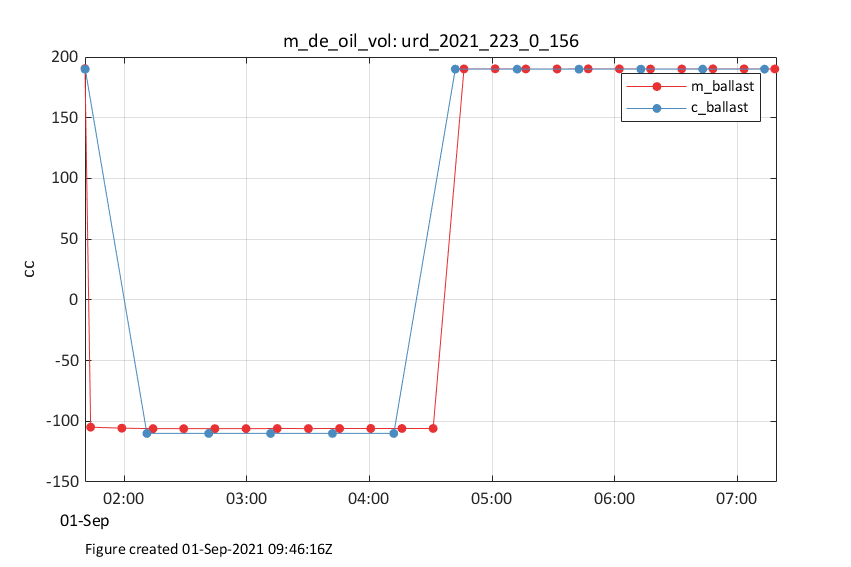 m_de_oil_vol: urd_2021_223_0_156
200
150
100
50
0
-50
-100
-150
cc
m_ballast
c_ballast
02:00 03:00 04:00 05:00 06:00 07:00
01-Sep
Figure created 01-Sep-2021 09:46:16Z